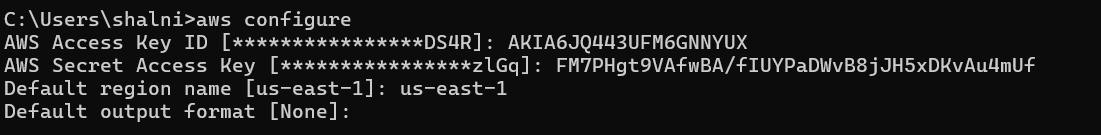 C:\Users\shalni>aws configure
AWS Access Key ID [****************DS4R]: AKIA6JQ443UFM6GNNYUX
AWS Secret Access Key [****************zlGq]: 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
Default region name [us-east-1]: us-east-1
Default output format [None]: